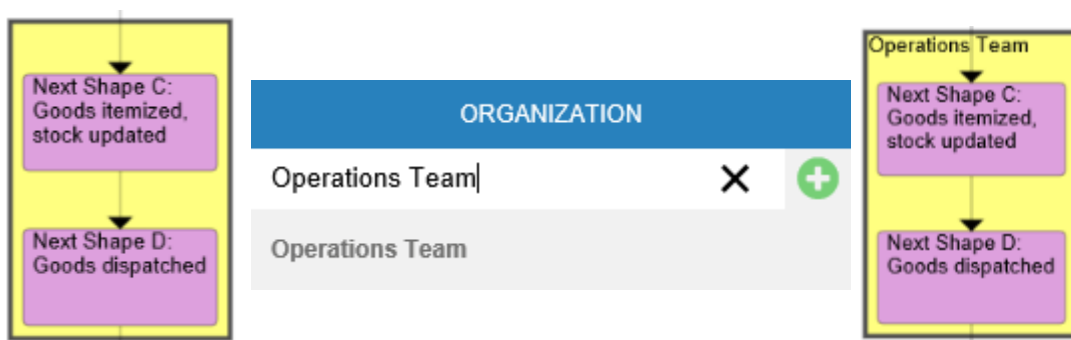 Next Shape C:
Goods itemized,
stock updated
Next Shape D:
Goods dispatched
ORGANIZATION
Operations Team
Operations Team
Operations Team
Next Shape C:
Goods itemized,
stock updated
Next Shape D:
Goods dispatched